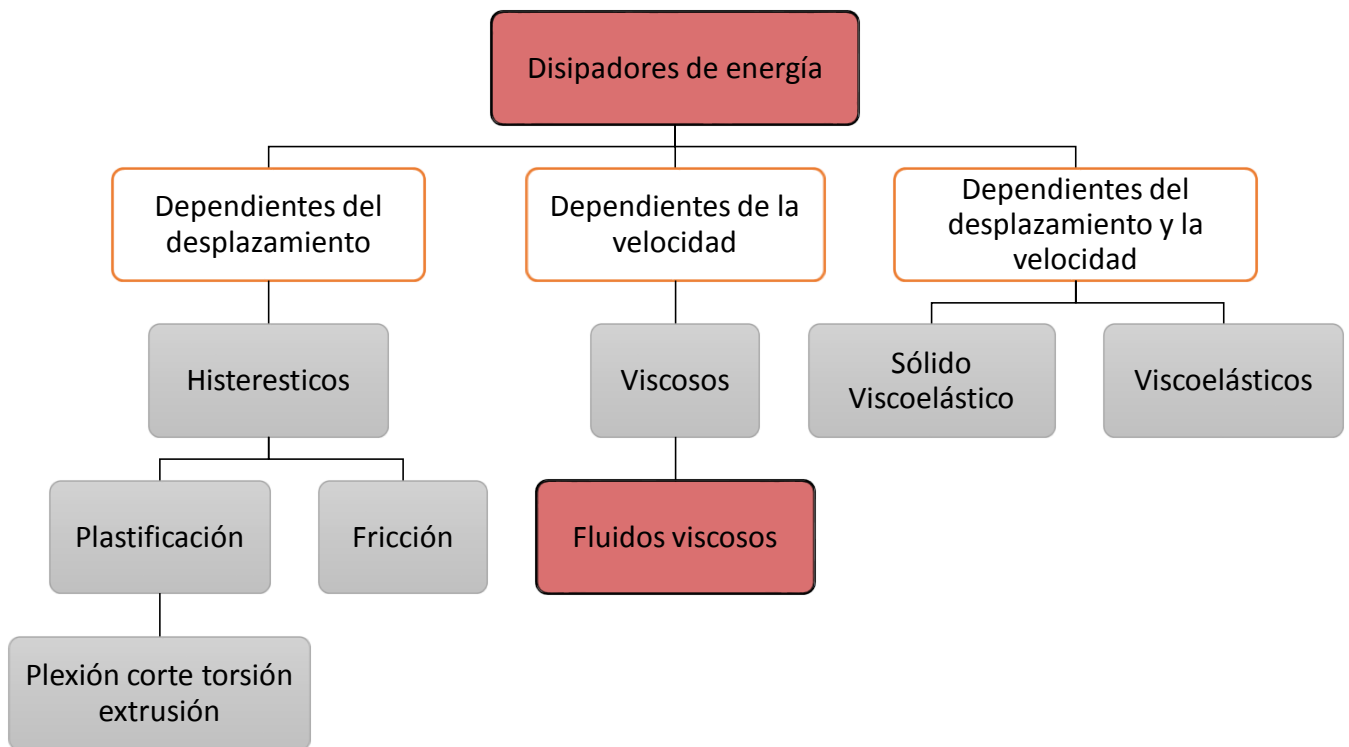 Disipadores de energía
Dependientes del
desplazamiento
Dependientes de la
velocidad
Dependientes del
desplazamiento y la
velocidad
Histeresticos
Viscosos
Sólido
Viscoelástico
Viscoelásticos
Plastificación
Fricción
Fluidos viscosos
Plexión corte torsión
extrusión